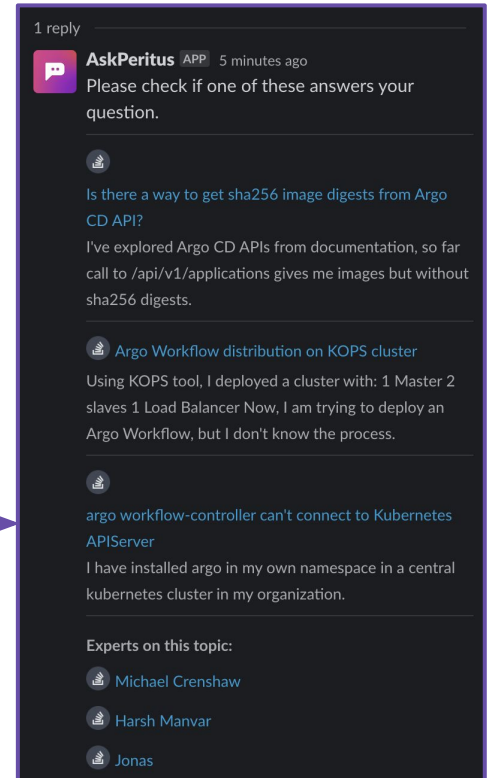 1 reply
AskPeritus APP 5 minutes ago
Please check if one of these answers your
question.
Is there a way to get sha256 image digests from Argo
CD API?
I've explored Argo CD APIs from documentation, so far
call to /api/v1/applications gives me images but without
sha256 digests.
Argo Workflow distribution on KOPS cluster
Using KOPS tool, I deployed a cluster with: 1 Master 2
slaves 1 Load Balancer Now, I am trying to deploy an
Argo Workflow, but I don't know the process.
argo workflow-controller can't connect to Kubernetes
APIServer
I have installed argo in my own namespace in a central
kubernetes cluster in my organization.
Experts on this topic:
Michael Crenshaw
Harsh Manvar
Jonas